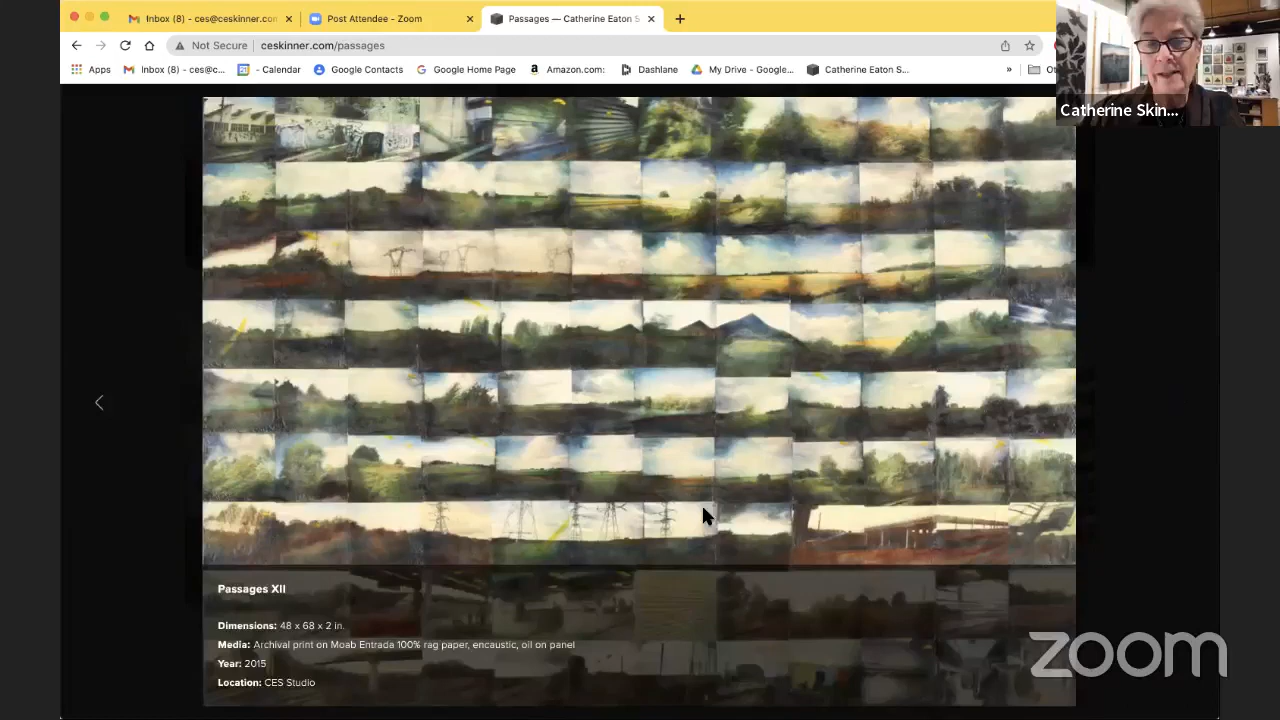 Inbox (8) - ces@ceskinner.con
Post Attendee - Zoom
Passages — Catherine Eaton S
Not Secure
ceskinner.com/passages
Apps
Inbox (8) - ces@c...
- Calendar
Google Contacts
Google Home Page
Amazon.com:
Dashlane
My Drive - Google...
Catherine Eaton S...
»
Ot
Catherine Skin...
Passages XII
Dimensions: 48 x 68 x 2 in.
Media: Archival print on Moab Entrada 100% rag paper, encaustic, oil on panel
Year: 2015
Location: CES Studio
zoom